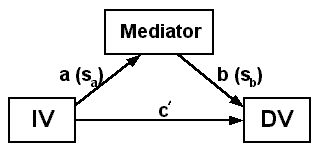 Mediator
a (sa) b (sb)
IV c′ DV